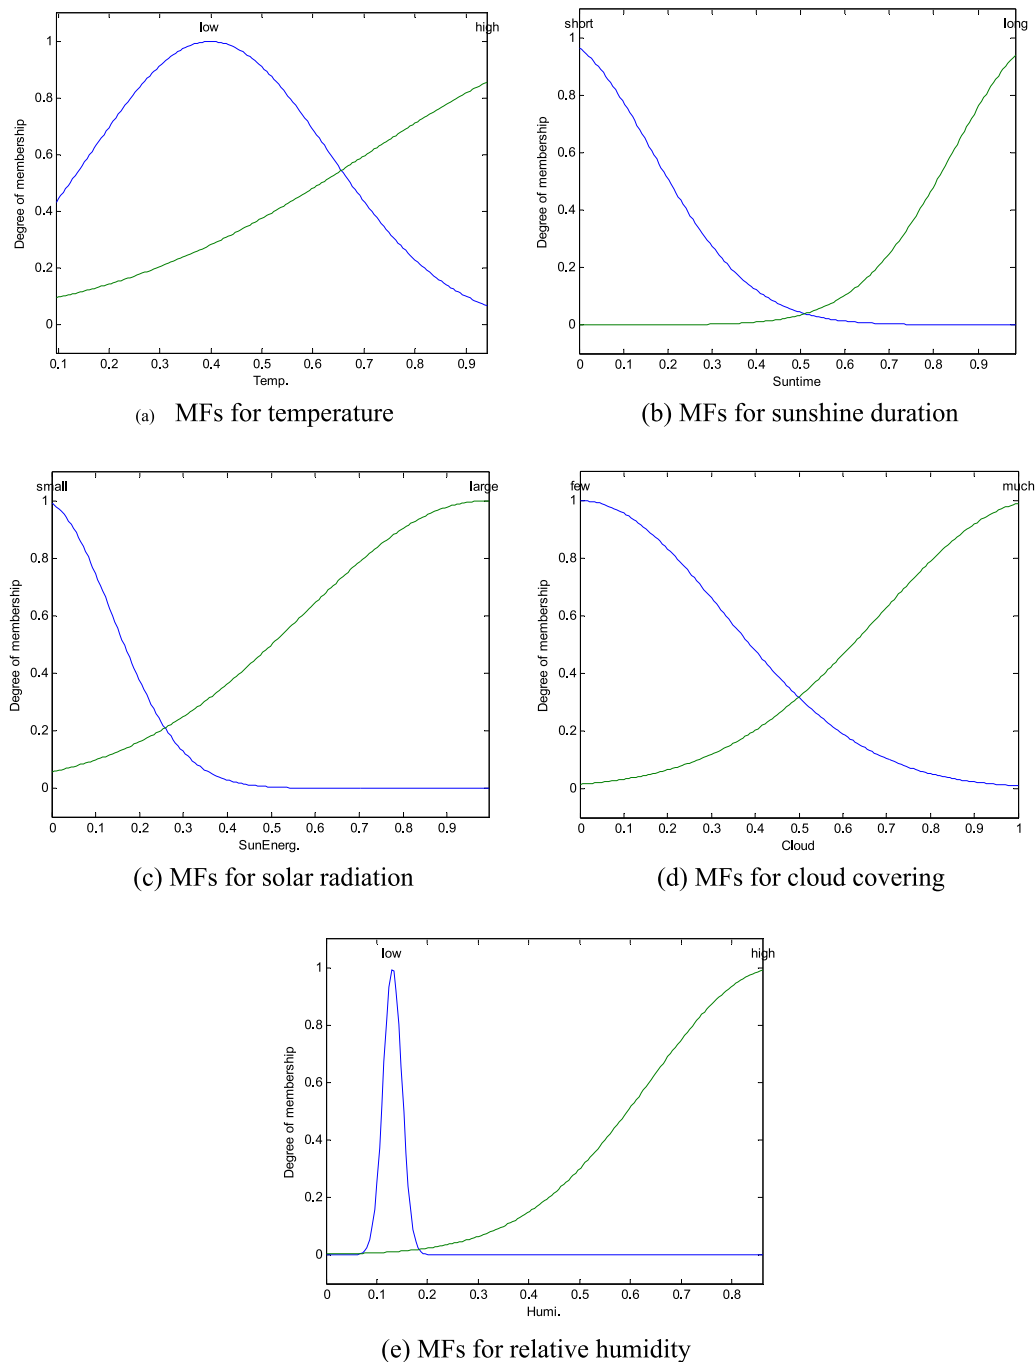 low high
1
0.8
0.6
0.4
0.2
0
Degree of membership
0.1 0.2 0.3 0.4 0.5 0.6 0.7 0.8 0.9
Temp.
(a) MFs for temperature
short long
1
0.8
0.6
0.4
0.2
0
Degree of membership
0 0.1 0.2 0.3 0.4 0.5 0.6 0.7 0.8 0.9
Suntime
(b) MFs for sunshine duration
small large
1
0.8
0.6
0.4
0.2
0
Degree of membership
0 0.1 0.2 0.3 0.4 0.5 0.6 0.7 0.8 0.9
SunEnerg.
(c) MFs for solar radiation
few much
1
0.8
0.6
0.4
0.2
0
Degree of membership
0 0.1 0.2 0.3 0.4 0.5 0.6 0.7 0.8 0.9 1
Cloud
(d) MFs for cloud covering
low high
1
0.8
0.6
0.4
0.2
0
Degree of membership
0 0.1 0.2 0.3 0.4 0.5 0.6 0.7 0.8
Humi.
(e) MFs for relative humidity